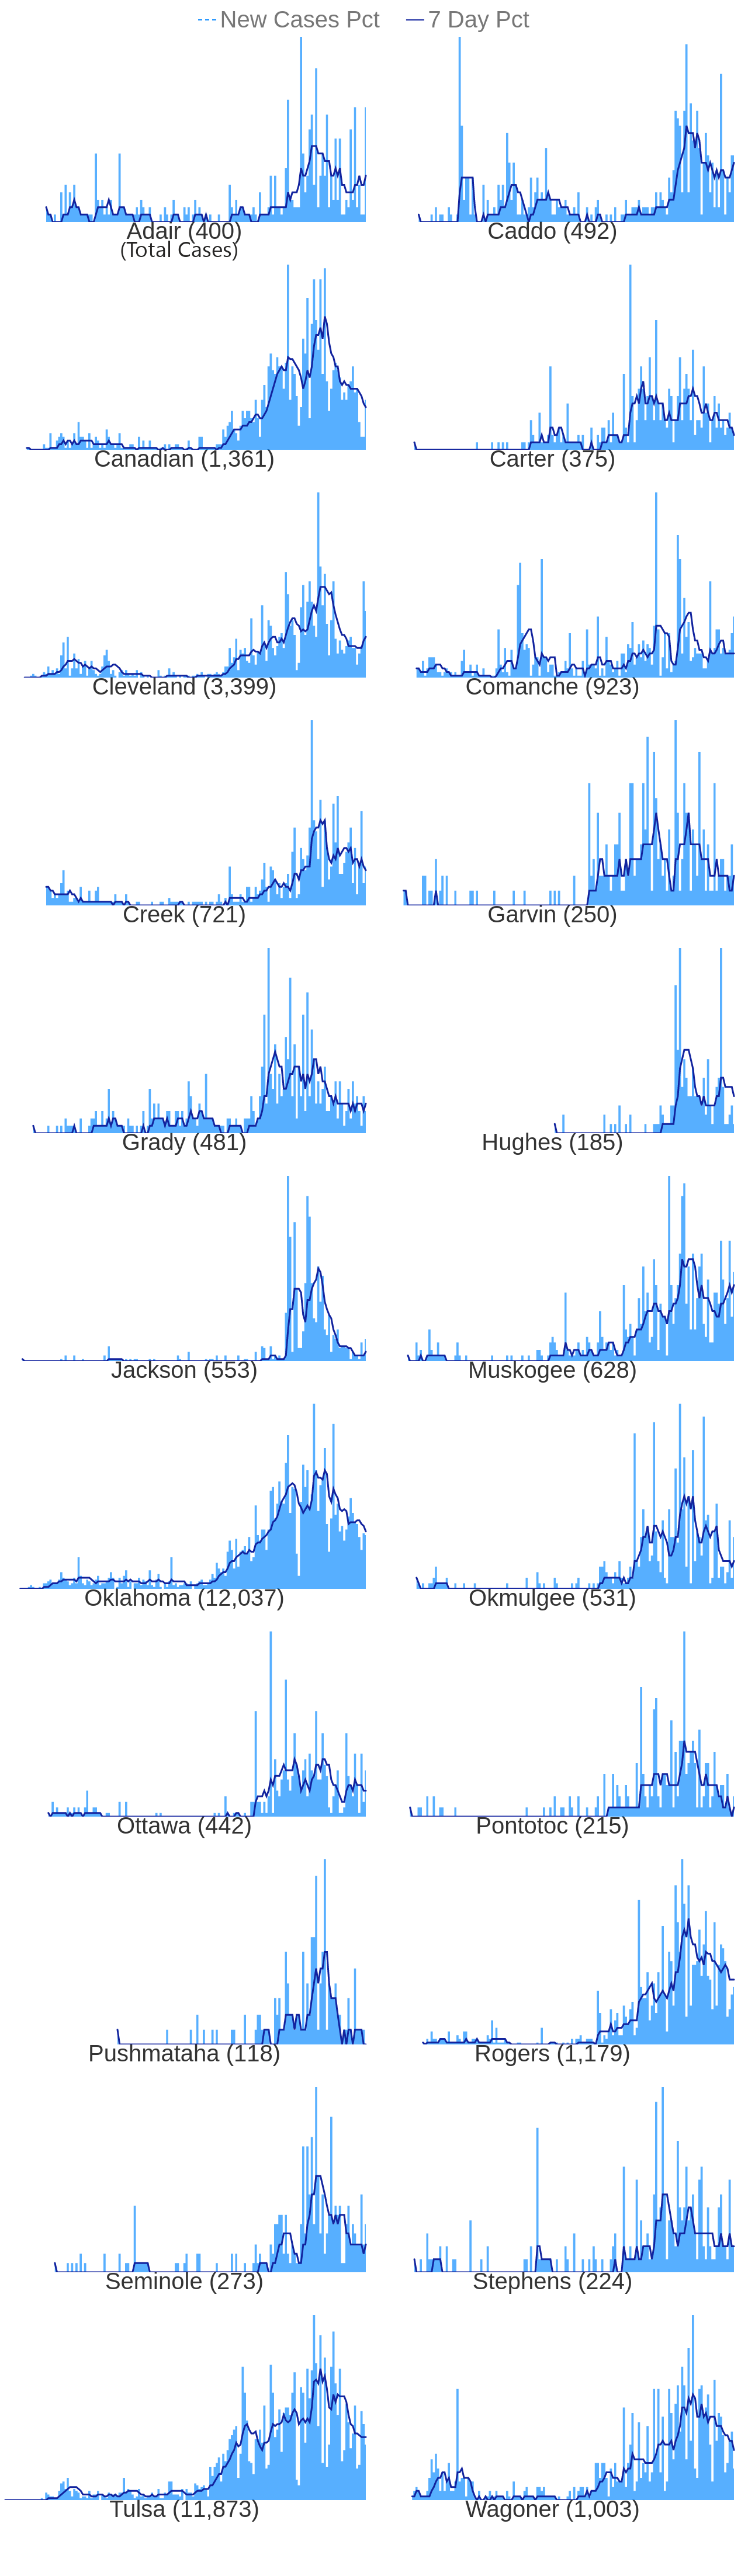 New Cases Pct 7 Day Pct
Adair (400) Caddo (492)
(Total Cases)
Canadian (1,361) Carter (375)
Cleveland (3,399) Comanche (923)
Creek (721) Garvin (250)
Grady (481) Hughes (185)
Jackson (553) Muskogee (628)
Oklahoma (12,037) Okmulgee (531)
Ottawa (442) Pontotoc (215)
Pushmataha (118) Rogers (1,179)
Seminole (273) Stephens (224)
Tulsa (11,873) Wagoner (1,003)